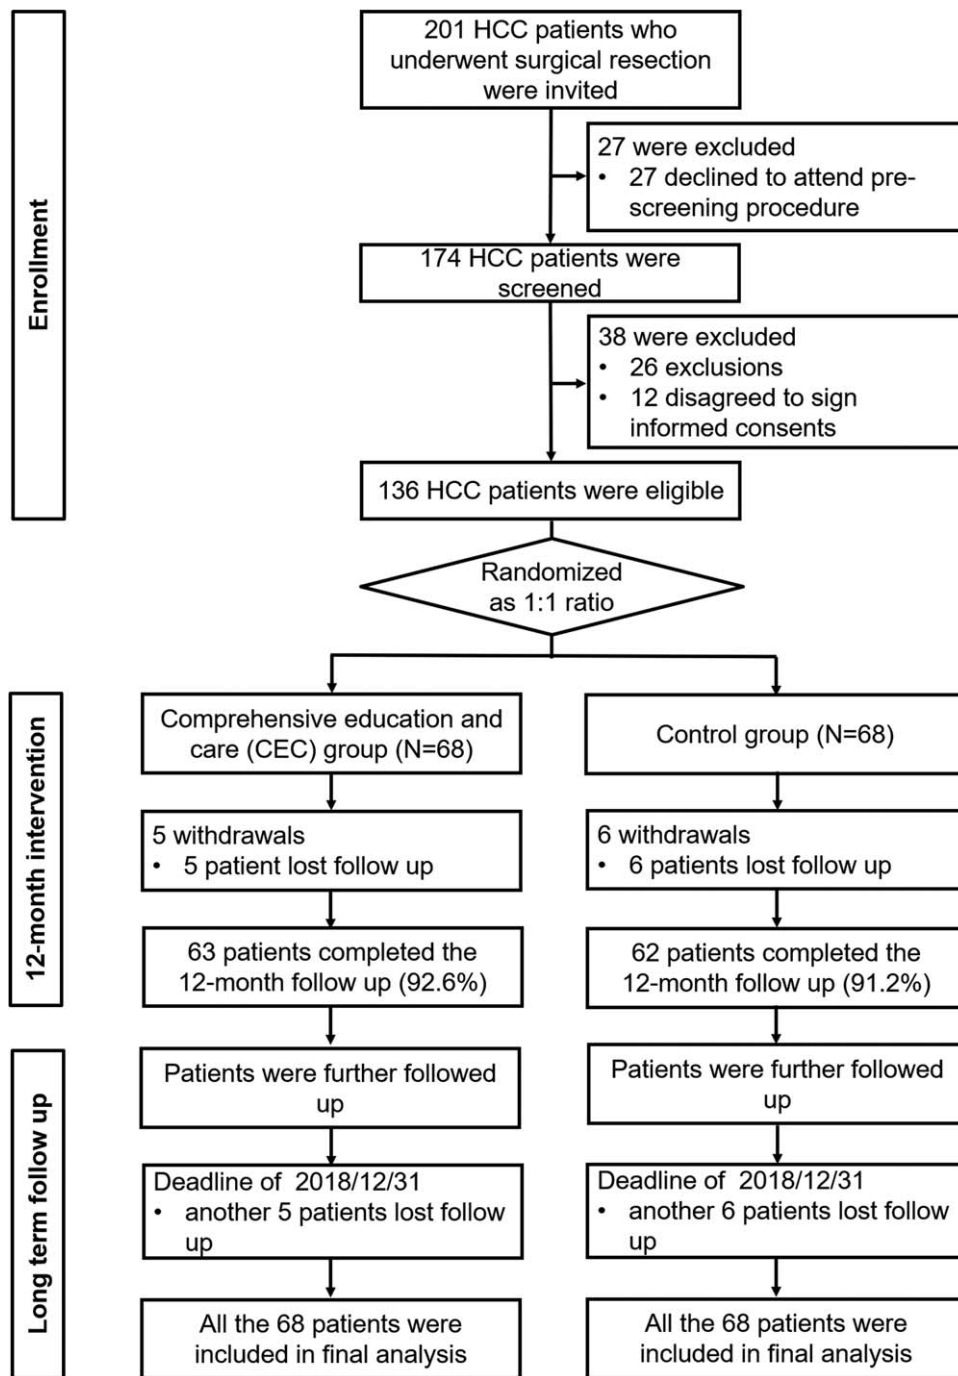 201 HCC patients who
underwent surgical resection
were invited
27 were excluded
• 27 declined to attend pre-
screening procedure
Enrollment
174 HCC patients were
screened
38 were excluded
• 26 exclusions
• 12 disagreed to sign
informed consents
136 HCC patients were eligible
Randomized
as 1:1 ratio
12-month intervention
Comprehensive education and
care (CEC) group (N=68)
Control group (N=68)
5 withdrawals
• 5 patient lost follow up
6 withdrawals
• 6 patients lost follow up
63 patients completed the
12-month follow up (92.6%)
62 patients completed the
12-month follow up (91.2%)
Long term follow up
Patients were further followed
up
Patients were further followed
up
Deadline of 2018/12/31
• another 5 patients lost follow
up
Deadline of 2018/12/31
• another 6 patients lost follow
up
All the 68 patients were
included in final analysis
All the 68 patients were
included in final analysis